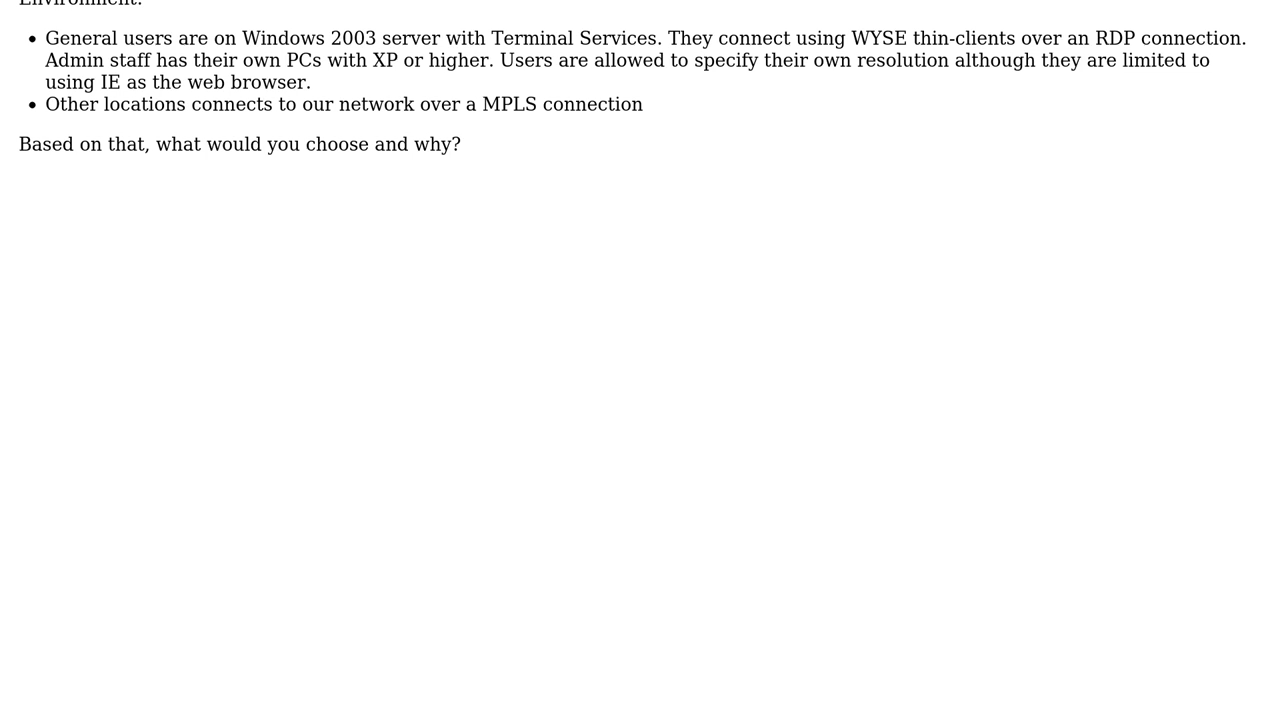 Environment:
General users are on Windows 2003 server with Terminal Services. They connect using WYSE thin-clients over an RDP connection.
Admin staff has their own PCs with XP or higher. Users are allowed to specify their own resolution although they are limited to
using IE as the web browser.
Other locations connects to our network over a MPLS connection
Based on that, what would you choose and why?